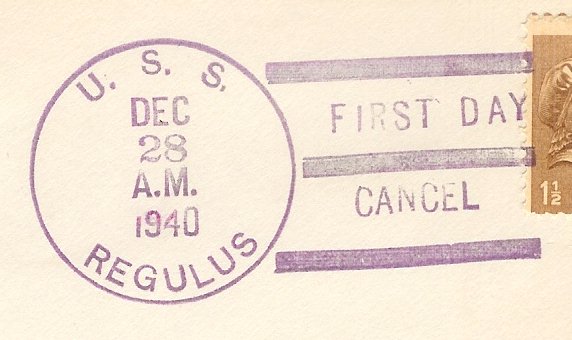 U. S. S.
DEC
28
A.M.
1940
REGULUS
FIRST DAY
CANCEL
1½